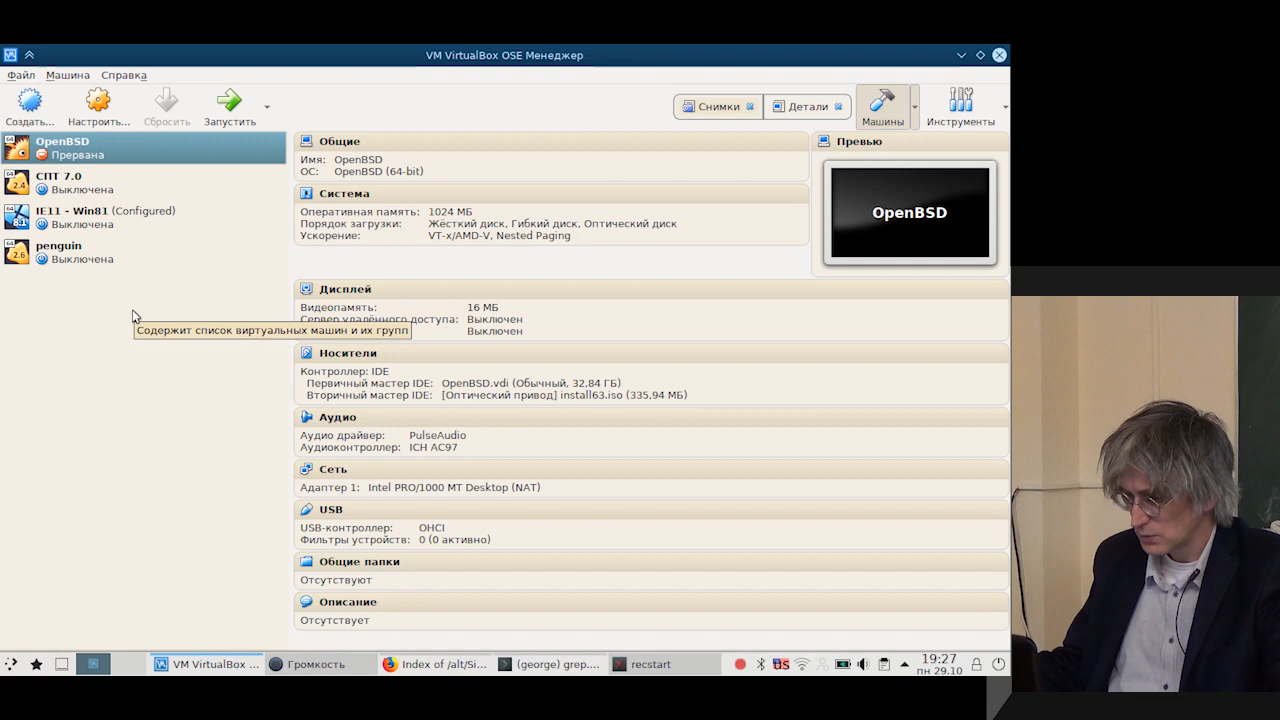 VM VirtualBox OSE Менеджер
Файл Машина Справка
Создать... Настроить... Сбросить Запустить
Снимки Детали Машины Инструменты
OpenBSD
Прервана
СПТ 7.0
Выключена
IE11 - Win81 (Configured)
Выключена
penguin
Выключена
Общие
Имя: OpenBSD
ОС: OpenBSD (64-bit)
Система
Оперативная память: 1024 МБ
Порядок загрузки: Жёсткий диск, Гибкий диск, Оптический диск
Ускорение: VT-x/AMD-V, Nested Paging
Превью
OpenBSD
Дисплей
Видеопамять: 16 МБ
Сервер удалённого доступа: Выключен
Выключен
Содержит список виртуальных машин и их групп
Носители
Контроллер: IDE
Первичный мастер IDE: OpenBSD.vdi (Обычный, 32,84 ГБ)
Вторичный мастер IDE: [Оптический привод] install63.iso (335,94 МБ)
Аудио
Аудио драйвер: PulseAudio
Аудиоконтроллер: ICH AC97
Сеть
Адаптер 1: Intel PRO/1000 MT Desktop (NAT)
USB
USB-контроллер: OHCI
Фильтры устройств: 0 (0 активно)
Общие папки
Отсутствуют
Описание
Отсутствует
VM VirtualBox ... Громкость Index of /alt/Si... (george) grep.... recstart US 19:27
пн 29.10